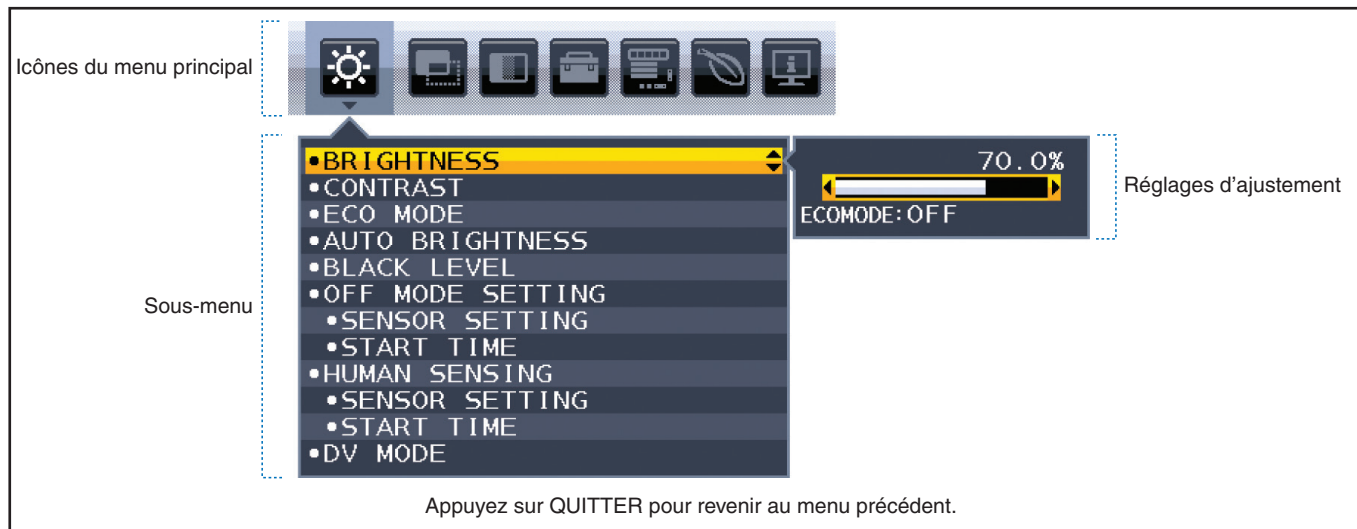 Icônes du menu principal
•BRIGHTNESS
•CONTRAST
•ECO MODE
•AUTO BRIGHTNESS
•BLACK LEVEL
•OFF MODE SETTING
•SENSOR SETTING
•START TIME
•HUMAN SENSING
•SENSOR SETTING
•START TIME
•DV MODE
70.0%
ECOMODE:OFF
Réglages d'ajustement
Sous-menu
Appuyez sur QUITTER pour revenir au menu précédent.